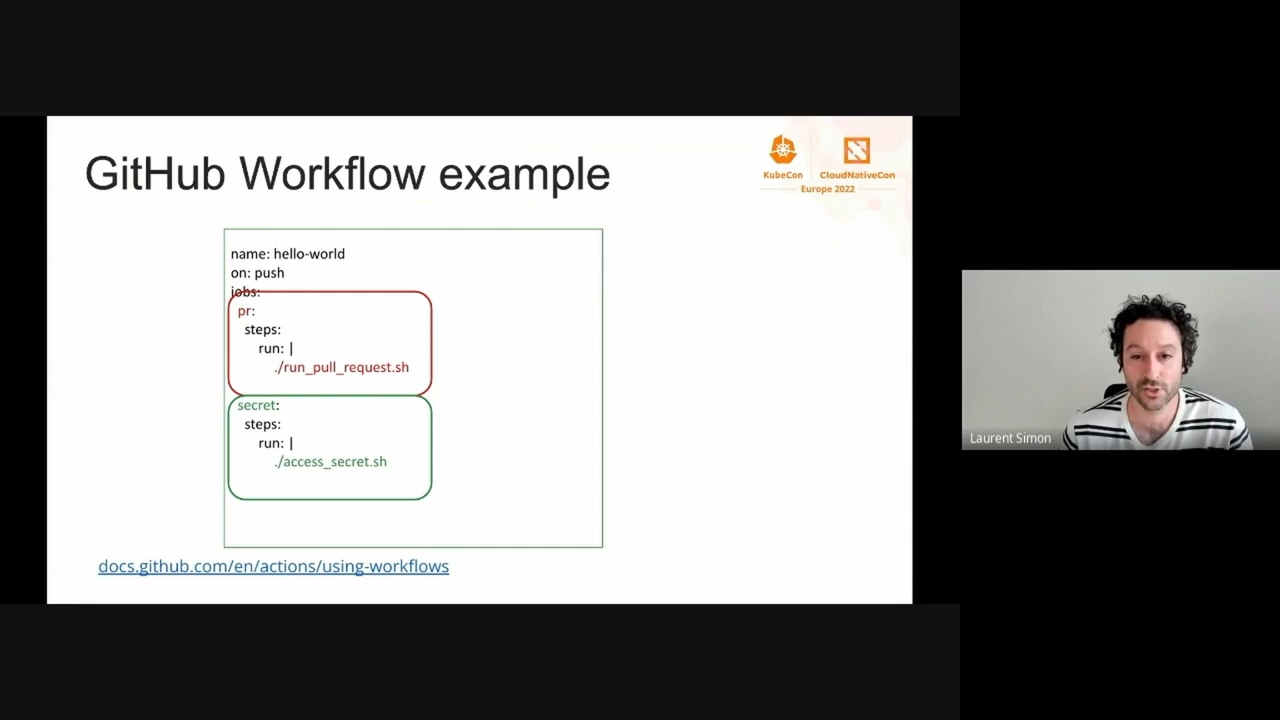 GitHub Workflow example
KubeCon
CloudNativeCon
Europe 2022
name: hello-world
on: push
jobs:
pr:
steps:
run: |
./run_pull_request.sh
secret:
steps:
run: |
./access_secret.sh
docs.github.com/en/actions/using-workflows
Laurent Simon